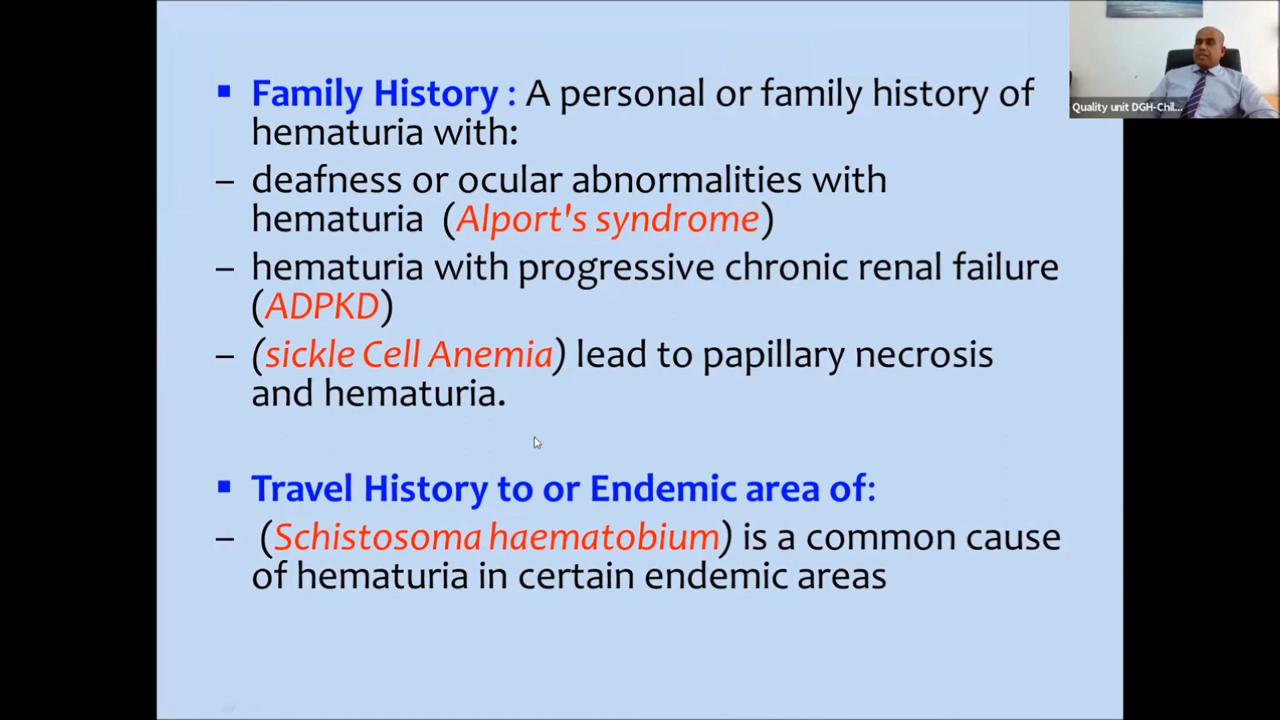 ▪ Family History : A personal or family history of
hematuria with:
– deafness or ocular abnormalities with
hematuria (Alport's syndrome)
– hematuria with progressive chronic renal failure
(ADPKD)
– (sickle Cell Anemia) lead to papillary necrosis
and hematuria.
▪ Travel History to or Endemic area of:
– (Schistosoma haematobium) is a common cause
of hematuria in certain endemic areas
Quality unit DGH-Chil...